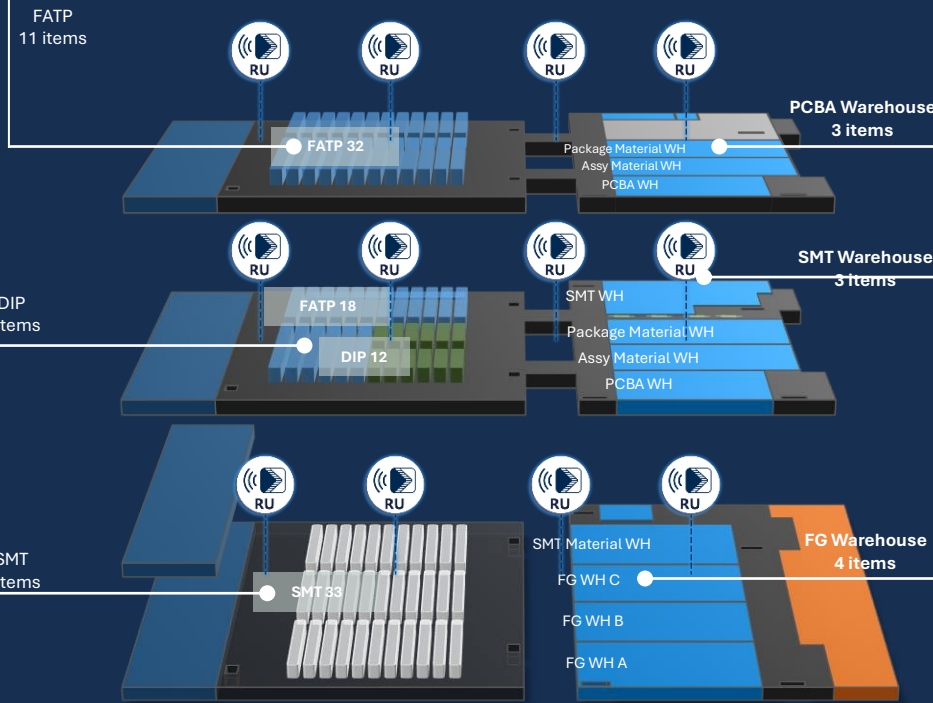 FATP
11 items
RU
RU
RU
RU
FATP 32
PCBA Warehouse
3 items
Package Material WH
Assy Material WH
PCBA WH
RU
RU
RU
RU
SMT Warehouse
3 items
DIP
FATP 18
DIP 12
SMT WH
Package Material WH
Assy Material WH
PCBA WH
RU
RU
RU
RU
SMT 33
SMT Material WH
FG WH C
FG WH B
FG WH A
FG Warehouse
4 items